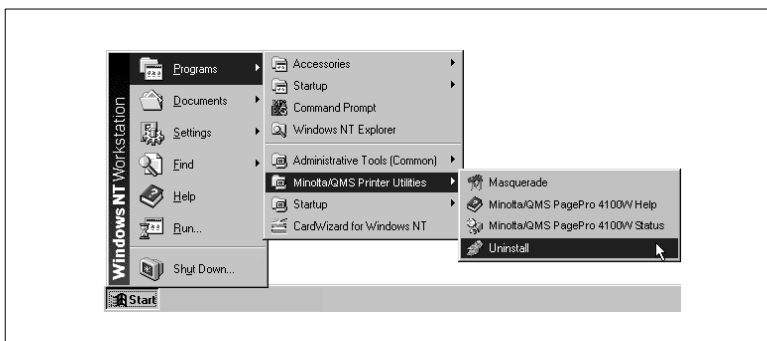 Windows NT Workstation
Programs
Documents
Settings
Find
Help
Run...
Shut Down...
Start
Accessories
Startup
Command Prompt
Windows NT Explorer
Administrative Tools (Common)
Minolta/QMS Printer Utilities
Startup
CardWizard for Windows NT
Masquerade
Minolta/QMS PagePro 4100W Help
Minolta/QMS PagePro 4100W Status
Uninstall